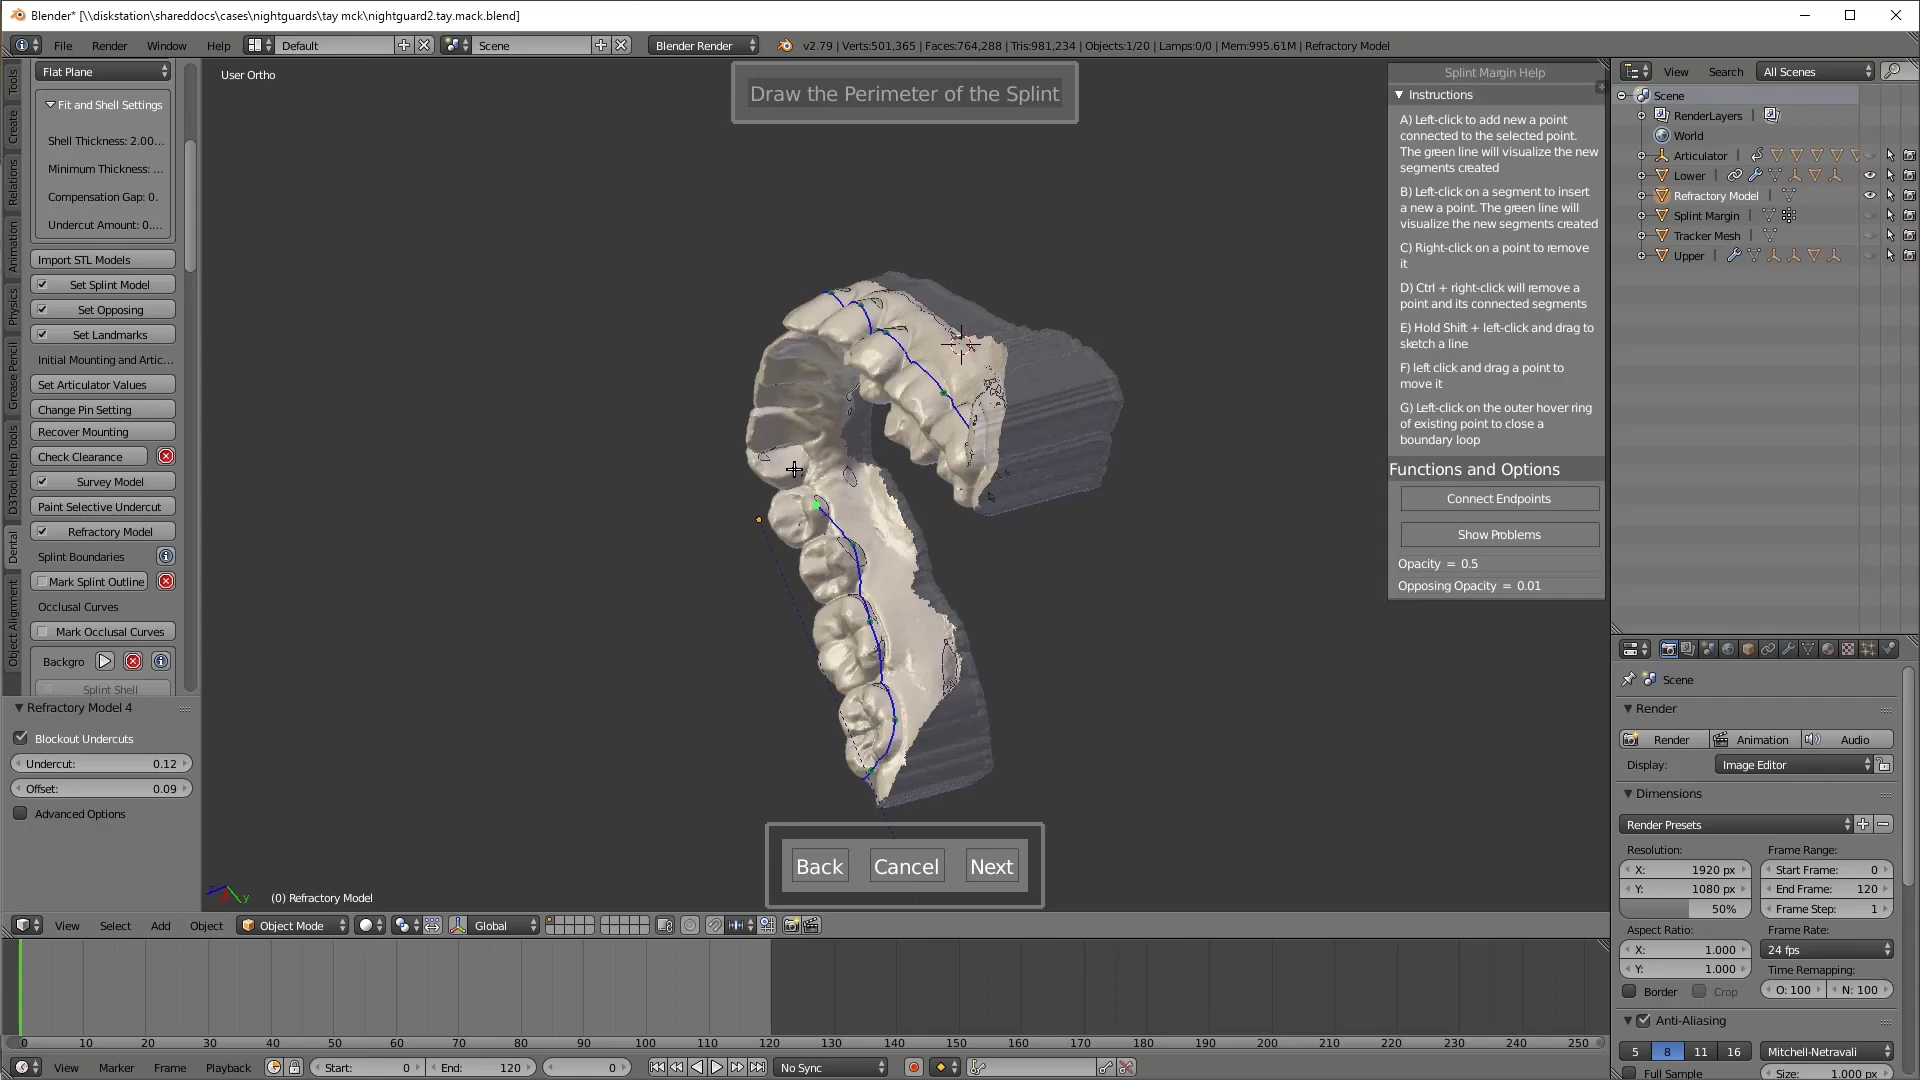 Blender* [\\diskstation\shareddocs\cases\nightguards\tay mck\nightguard2.tay.mack.blend]
File Render Window Help Default Scene Blender Render v2.79 | Verts:501,365 | Faces:764,288 | Tris:981,234 | Objects:1/20 | Lamps:0/0 | Mem:995.61M | Refractory Model
Tools
Create
Relations
Animation
Physics
Grease Pencil
D3Tool Help Tools
Dental
Object Alignment
Flat Plane
Fit and Shell Settings
Shell Thickness: 2.00...
Minimum Thickness: ...
Compensation Gap: 0.
Undercut Amount: 0....
Import STL Models
Set Splint Model
Set Opposing
Set Landmarks
Initial Mounting and Artic...
Set Articulator Values
Change Pin Setting
Recover Mounting
Check Clearance
Survey Model
Paint Selective Undercut
Refractory Model
Splint Boundaries
Mark Splint Outline
Occlusal Curves
Mark Occlusal Curves
Backgro
Splint Shell
Refractory Model 4
Blockout Undercuts
Undercut: 0.12
Offset: 0.09
Advanced Options
User Ortho
Draw the Perimeter of the Splint
Back Cancel Next
(0) Refractory Model
Splint Margin Help
Instructions
A) Left-click to add new a point
connected to the selected point.
The green line will visualize the new
segments created
B) Left-click on a segment to insert
a new a point. The green line will
visualize the new segments created
C) Right-click on a point to remove
it
D) Ctrl + right-click will remove a
point and its connected segments
E) Hold Shift + left-click and drag to
sketch a line
F) left click and drag a point to
move it
G) Left-click on the outer hover ring
of existing point to close a
boundary loop
Functions and Options
Connect Endpoints
Show Problems
Opacity = 0.5
Opposing Opacity = 0.01
View Search All Scenes
Scene
RenderLayers |
World
Articulator |
Lower |
Refractory Model |
Splint Margin |
Tracker Mesh |
Upper |
Scene
Render
Render Animation Audio
Display: Image Editor
Dimensions
Render Presets
Resolution: Frame Range:
X: 1920 px Start Frame: 0
Y: 1080 px End Frame: 120
50% Frame Step: 1
Aspect Ratio: Frame Rate:
X: 1.000 24 fps
Y: 1.000 Time Remapping:
Border Crop O: 100 N: 100
Anti-Aliasing
5 8 11 16 Mitchell-Netravali
Full Sample Size: 1.000 px
View Select Add Object Object Mode Global
0 10 20 30 40 50 60 70 80 90 100 110 120 130 140 150 160 170 180 190 200 210 220 230 240 250
View Marker Frame Playback Start: 0 End: 120 0 No Sync